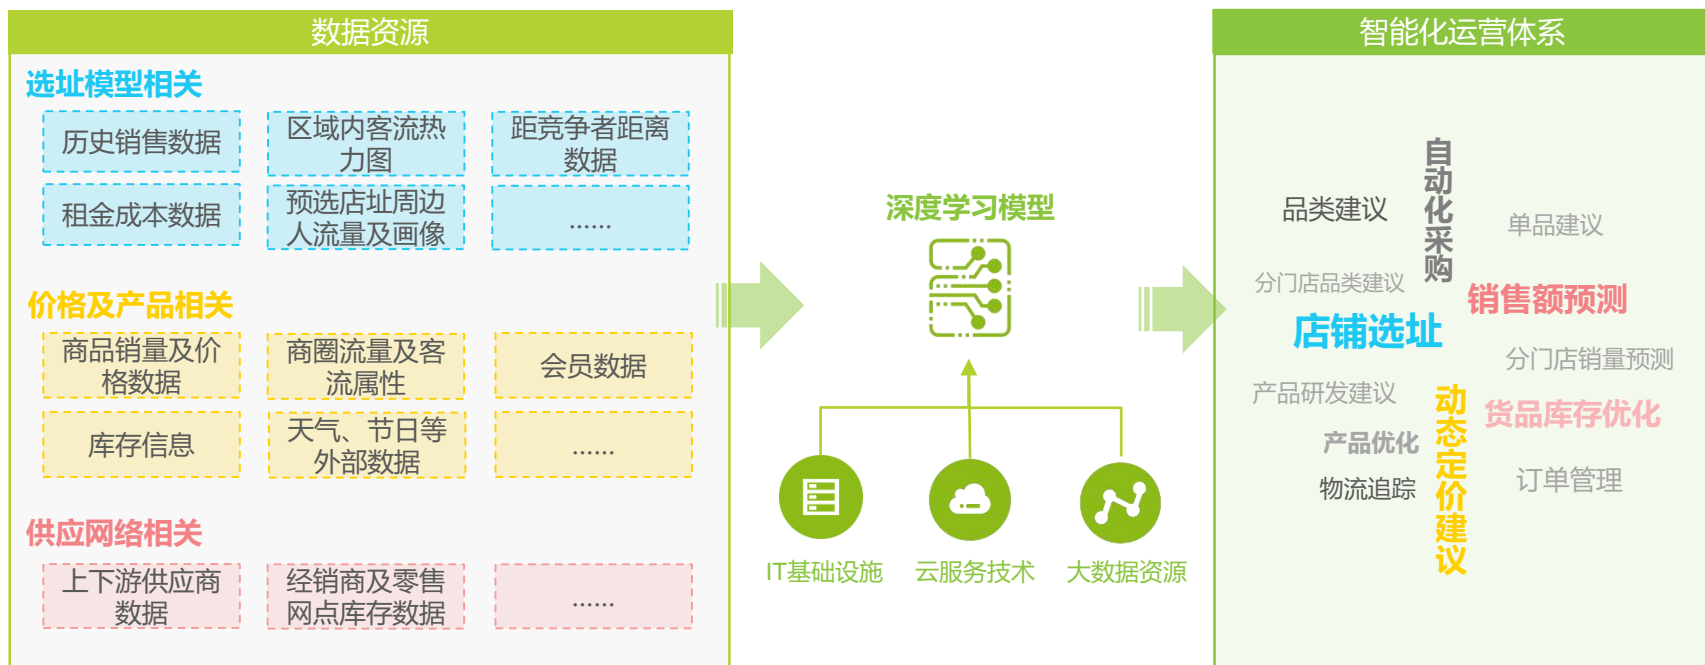 数据资源
选址模型相关
历史销售数据
区域内客流热
力图
距竞争者距离
数据
租金成本数据
预选店址周边
人流量及画像
......
价格及产品相关
商品销量及价
格数据
商圈流量及客
流属性
会员数据
库存信息
天气、节日等
外部数据
......
供应网络相关
上下游供应商
数据
经销商及零售
网点库存数据
......
深度学习模型
IT基础设施
云服务技术
大数据资源
智能化运营体系
自动化采购
品类建议
单品建议
分门店品类建议
销售额预测
店铺选址
分门店销量预测
产品研发建议
动态定价建议
货品库存优化
产品优化
物流追踪
订单管理